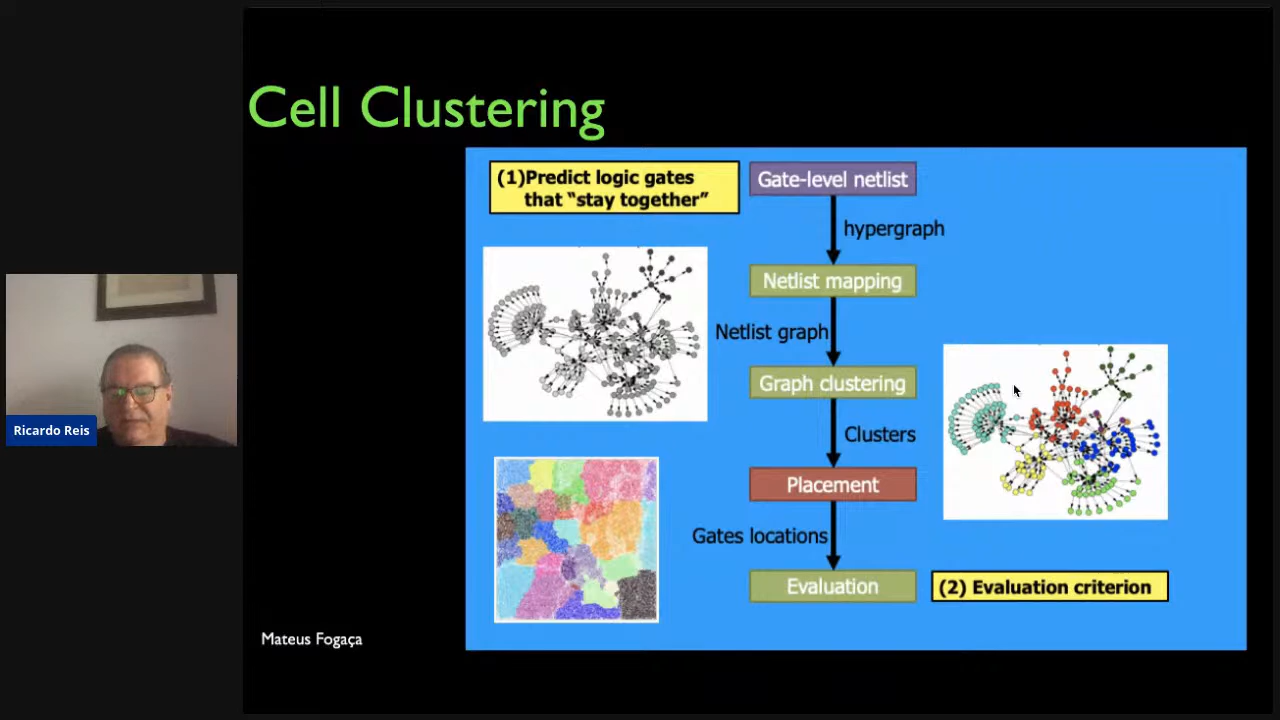 Cell Clustering
(1)Predict logic gates
that “stay together”
Gate-level netlist
hypergraph
Netlist mapping
Netlist graph
Graph clustering
Clusters
Placement
Gates locations
Evaluation
(2) Evaluation criterion
Ricardo Reis
Mateus Fogaça